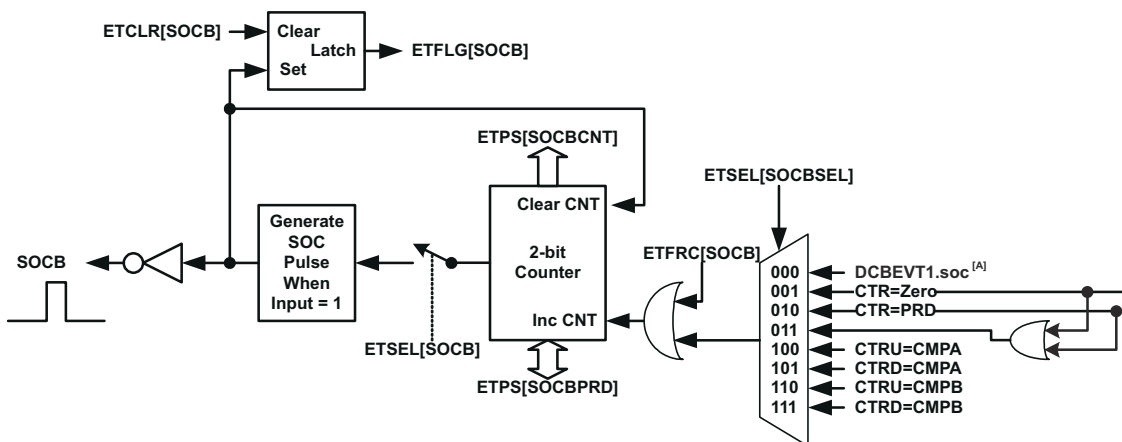 ETCLR[SOCB]
Clear
Latch
Set
ETFLG[SOCB]
ETPS[SOCBCNT]
ETSEL[SOCBSEL]
Clear CNT
2-bit
Counter
Inc CNT
Generate
SOC
Pulse
When
Input = 1
SOCB
ETSEL[SOCB]
ETPS[SOCBPRD]
ETFRC[SOCB]
000 DCBEVT1.soc [A]
001 CTR=Zero
010 CTR=PRD
011
100 CTRU=CMPA
101 CTRD=CMPA
110 CTRU=CMPB
111 CTRD=CMPB